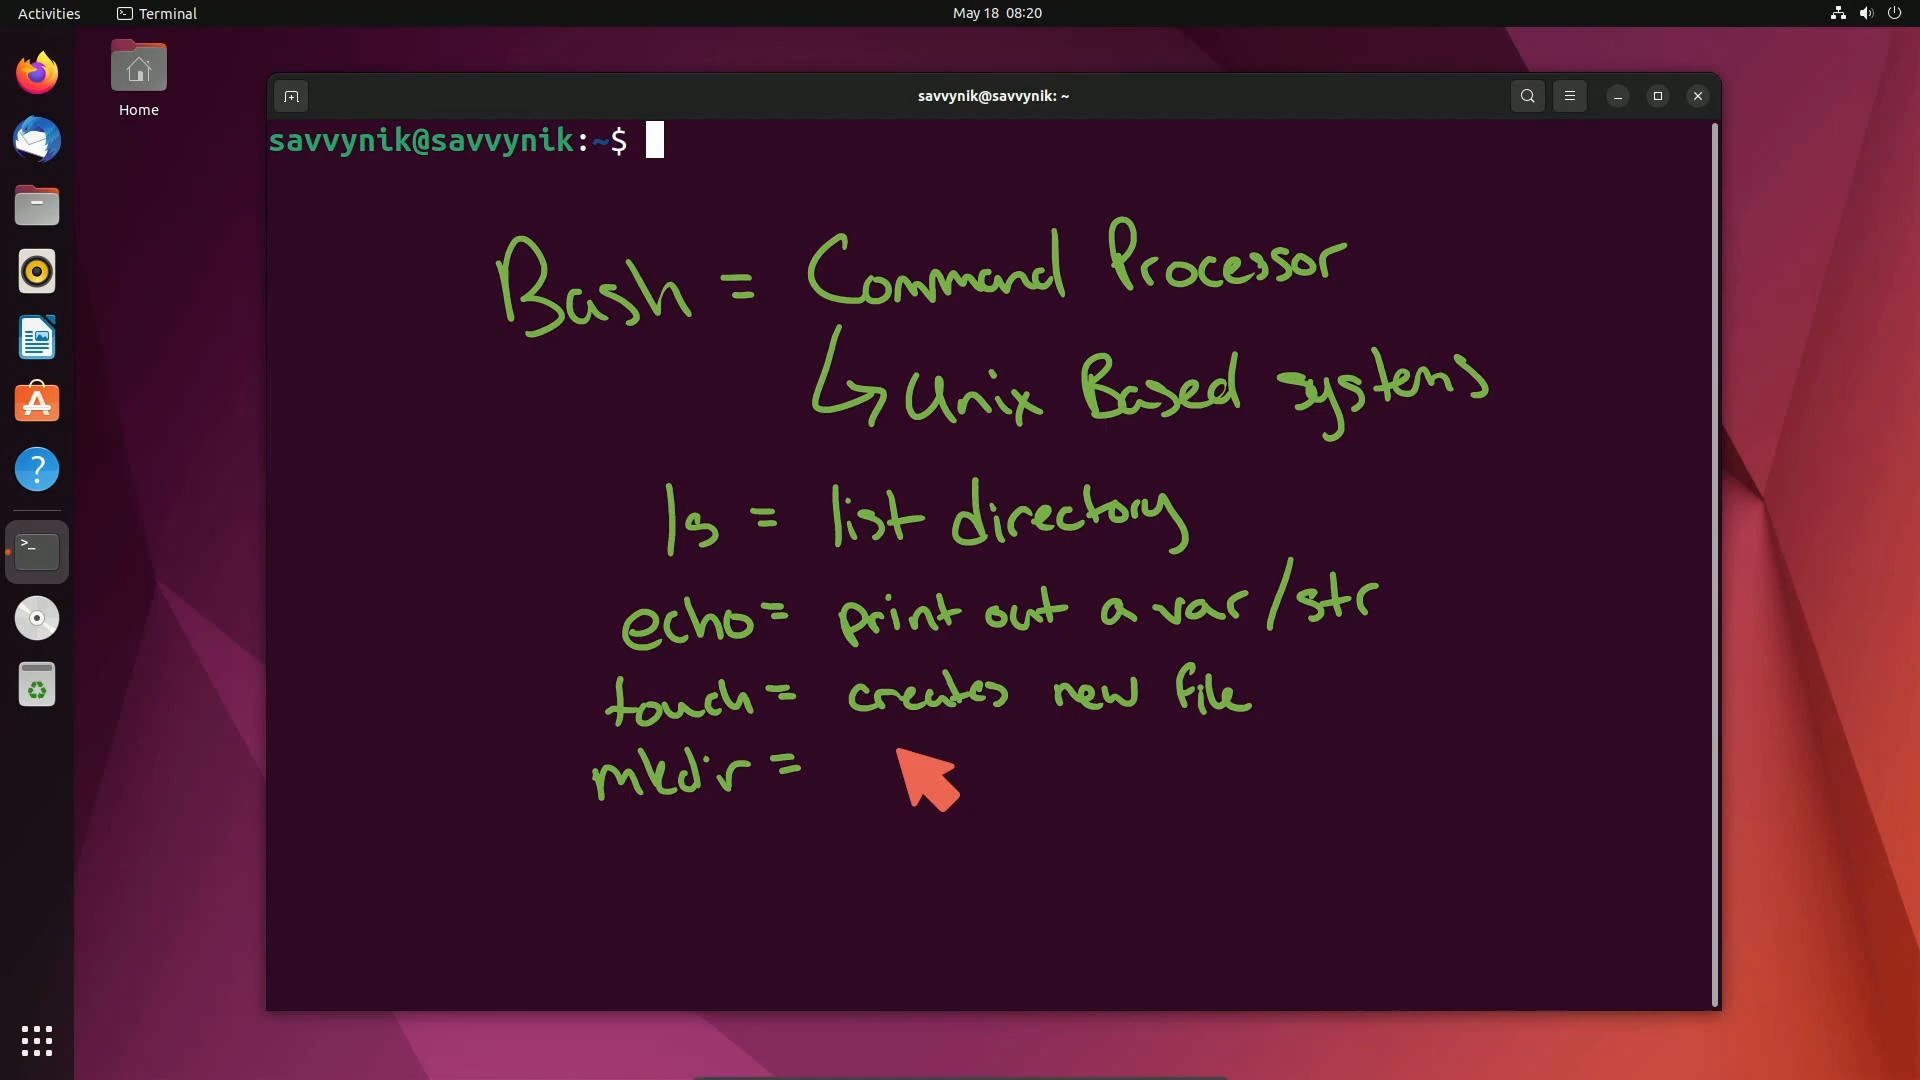 Activities Terminal May 18 08:20
Home
savvynik@savvynik: ~
savvynik@savvynik:~$
Bash = Command Processor
Unix Based systems
ls = list directory
echo = print out a var/str
touch = creates new file
mkdir =